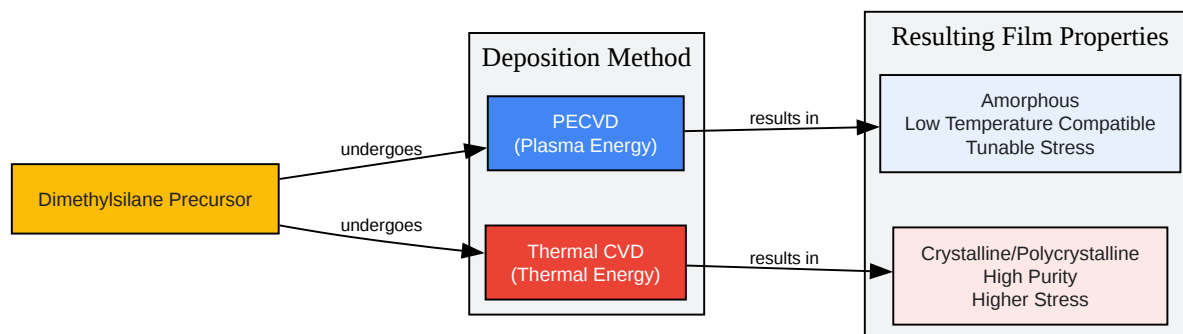 Dimethylsilane Precursor
undergoes
undergoes
Deposition Method
PECVD
(Plasma Energy)
Thermal CVD
(Thermal Energy)
results in
results in
Resulting Film Properties
Amorphous
Low Temperature Compatible
Tunable Stress
Crystalline/Polycrystalline
High Purity
Higher Stress